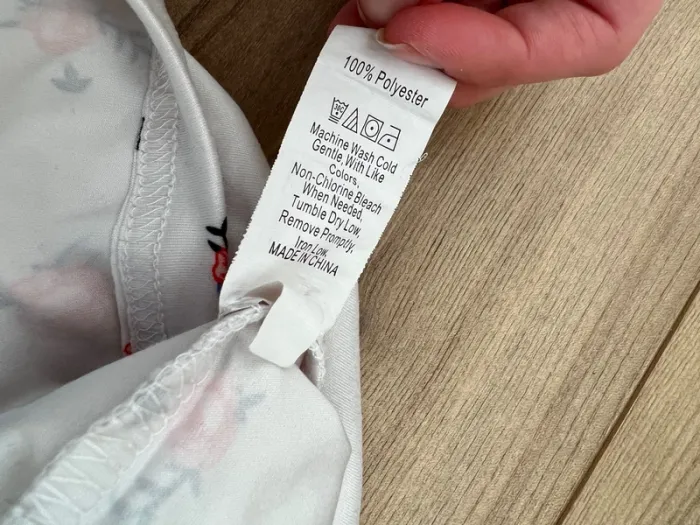 100% Polyester
Machine Wash Cold
Gentle, With Like
Colors,
Non-Chlorine Bleach
When Needed,
Tumble Dry Low,
Remove Promptly,
Iron Low.
MADE IN CHINA